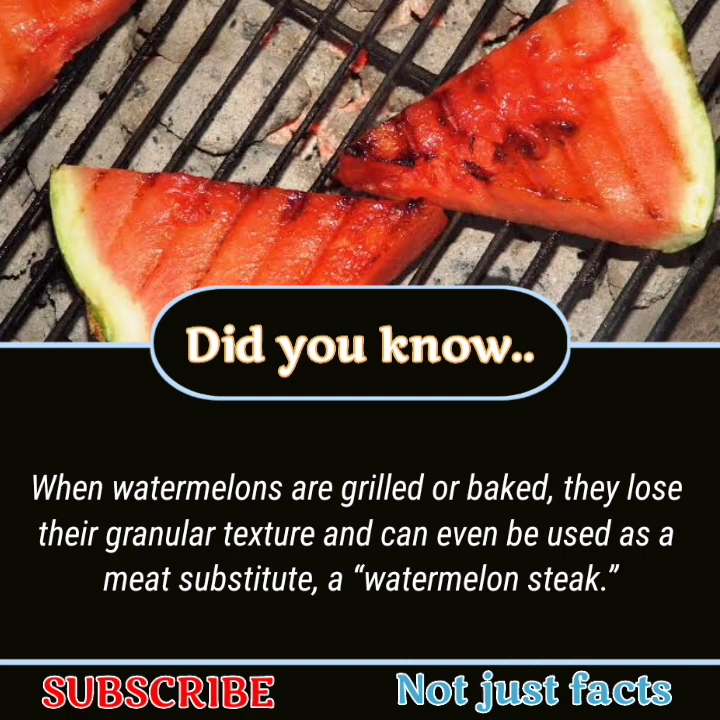 Did you know..
When watermelons are grilled or baked, they lose
their granular texture and can even be used as a
meat substitute, a “watermelon steak.”
SUBSCRIBE
Not just facts